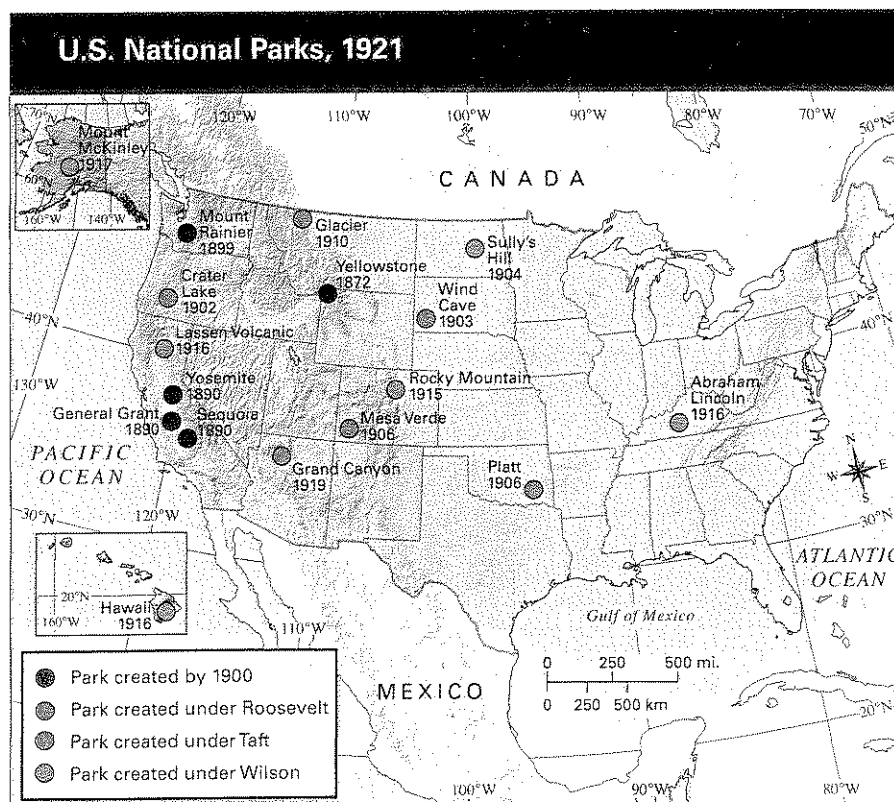 U.S. National Parks, 1921
70°N
60°N
160°W
140°W
Mount
McKinley
1917
120°W
110°W
100°W
90°W
80°W
70°W
50°N
CANADA
Mount
Rainier
1899
Glacier
1910
Sully's
Hill
1904
Crater
Lake
1902
Yellowstone
1872
Wind
Cave
1903
40°N
40°N
Lassen Volcanic
1916
130°W
Yosemite
1890
Rocky Mountain
1915
Abraham
Lincoln
1916
General Grant
1890
Sequoia
1890
Mesa Verde
1906
PACIFIC
OCEAN
Grand Canyon
1919
Platt
1906
N
W
E
S
30°N
120°W
30°N
ATLANTIC
OCEAN
20°N
Hawaii
1916
160°W
110°W
Gulf of Mexico
0 250 500 mi.
0 250 500 km
MEXICO
20°N
100°W
90°W
80°W
Park created by 1900
Park created under Roosevelt
Park created under Taft
Park created under Wilson